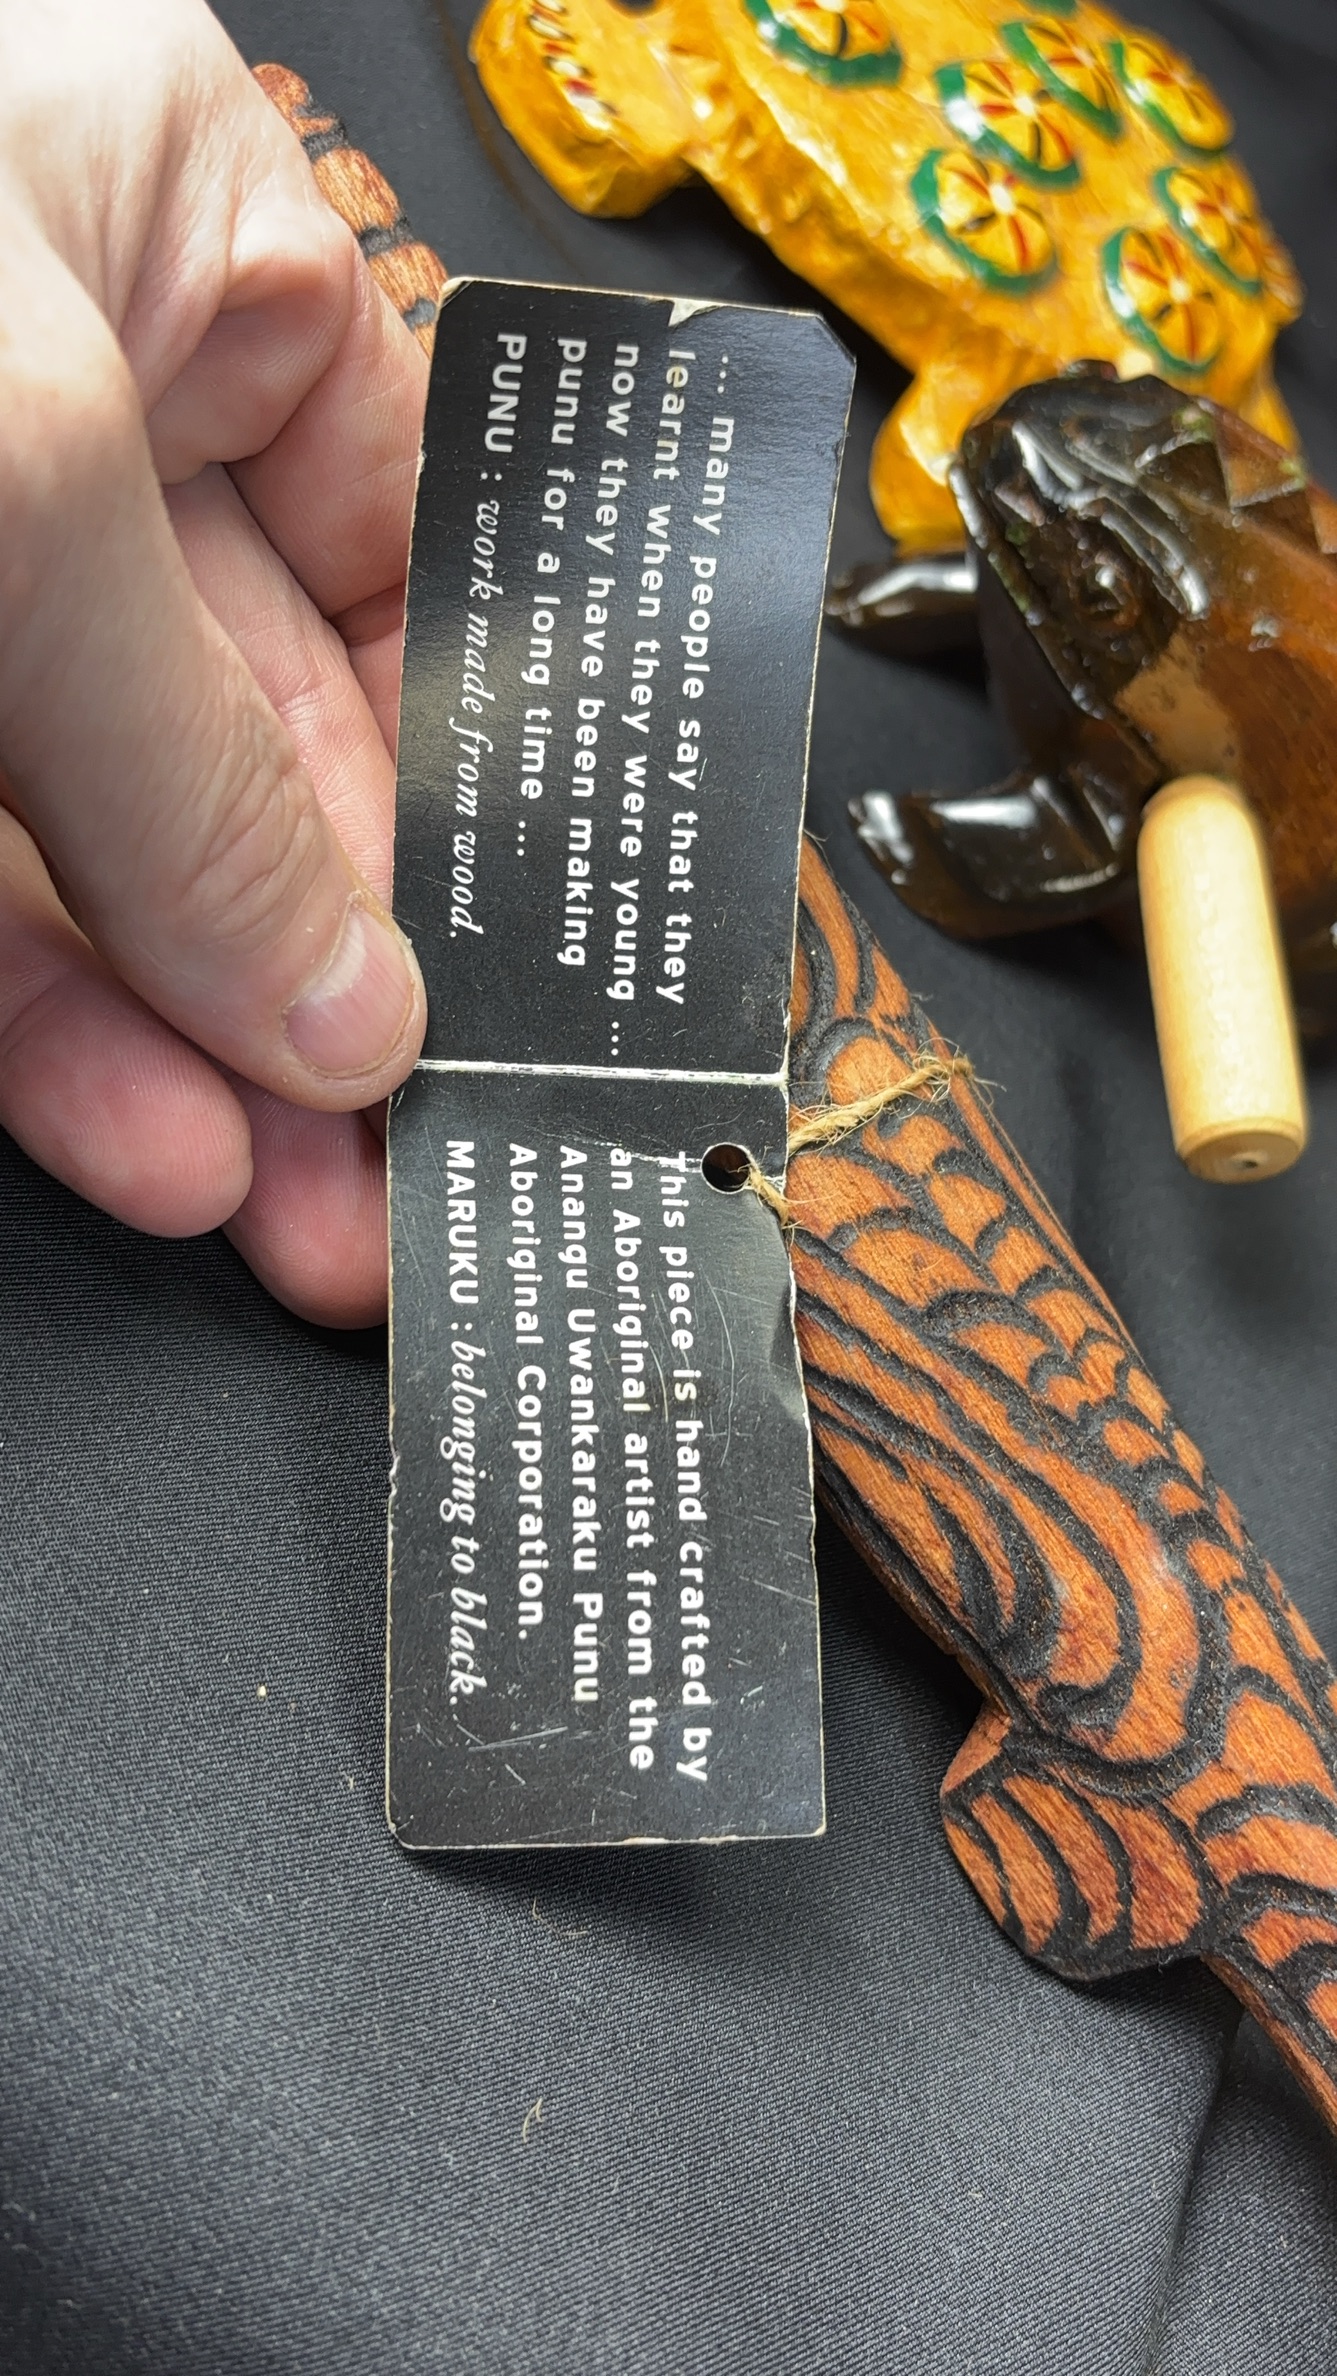 ... many people say that they
learnt when they were young ...
now they have been making
punu for a long time ...
PUNU : work made from wood.
This piece is hand crafted by
an Aboriginal artist from the
Anangu Uwankaraku Punu
Aboriginal Corporation.
MARUKU : belonging to black.